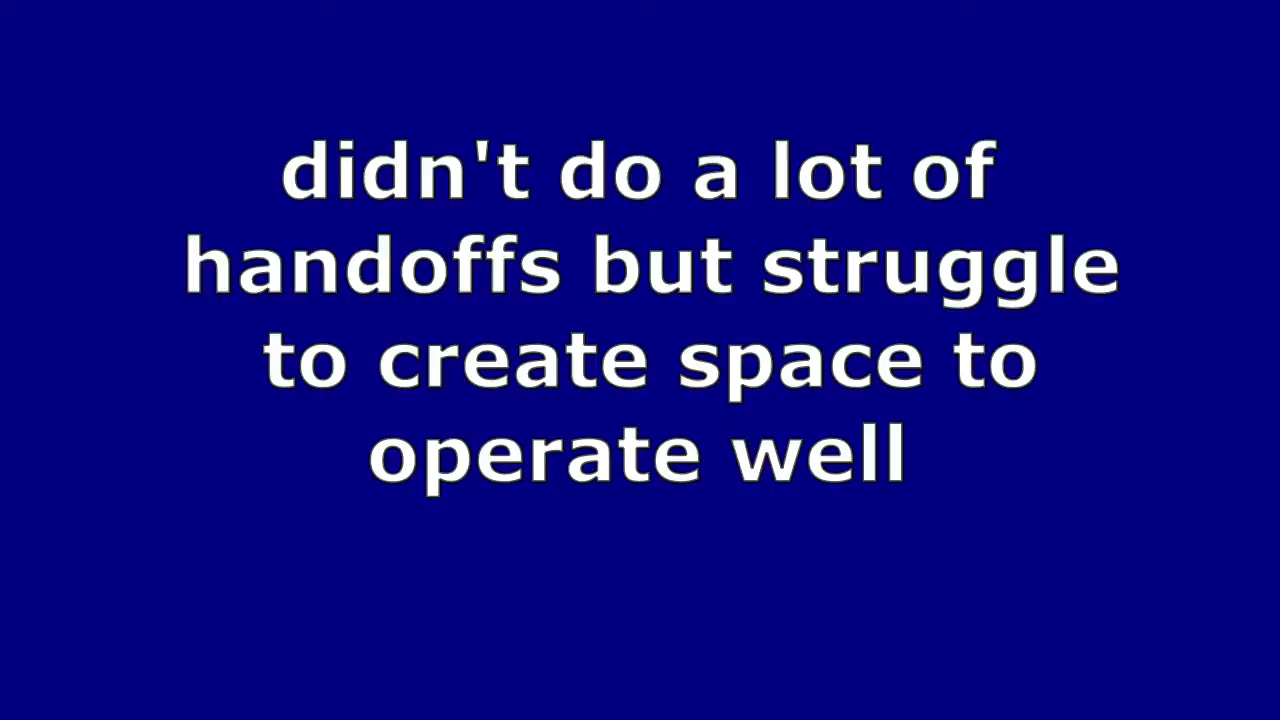 didn't do a lot of
handoffs but struggle
to create space to
operate well